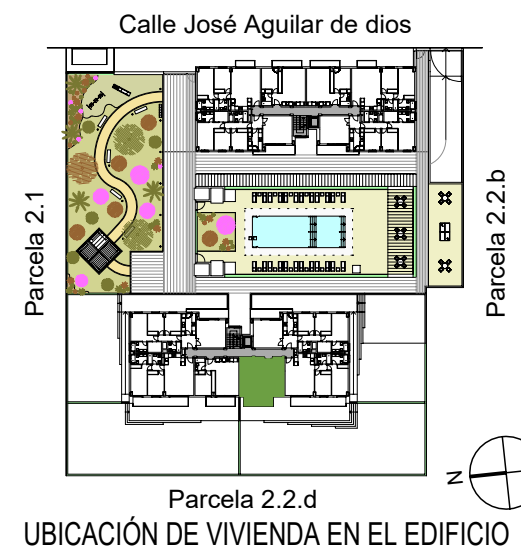 Calle José Aguilar de dios
Parcela 2.1
Parcela 2.2.b
N
Parcela 2.2.d
UBICACIÓN DE VIVIENDA EN EL EDIFICIO